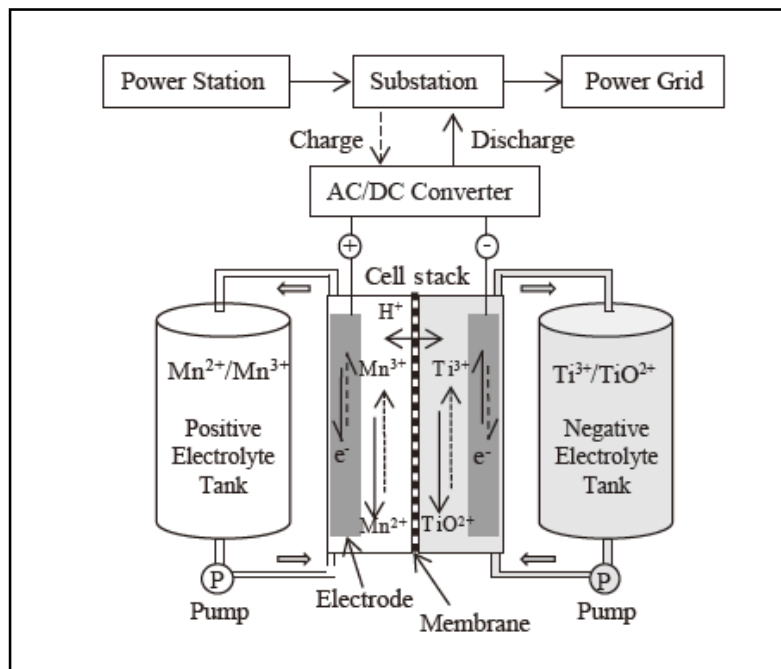 Power Station
Substation
Power Grid
Charge
Discharge
AC/DC Converter
+
-
Cell stack
H⁺
Mn²⁺/Mn³⁺
Mn³⁺
Ti³⁺
Ti³⁺/TiO²⁺
Positive
Electrolyte
Tank
Negative
Electrolyte
Tank
e⁻
e⁻
Mn²⁺
TiO²⁺
P
P
Pump
Electrode
Membrane
Pump